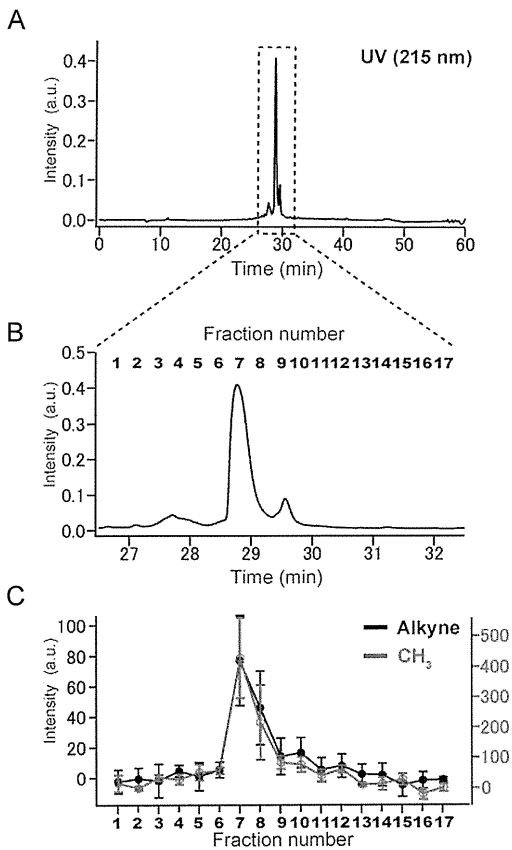 A
UV (215 nm)
Intensity (a.u.)
0.4
0.3
0.2
0.1
0.0
0 10 20 30 40 50 60
Time (min)
B
Fraction number
1 2 3 4 5 6 7 8 9 10 11 12 13 14 15 16 17
Intensity (a.u.)
0.5
0.4
0.3
0.2
0.1
0.0
27 28 29 30 31 32
Time (min)
C
Alkyne
CH3
Intensity (a.u.)
100
80
60
40
20
0
500
400
300
200
100
0
1 2 3 4 5 6 7 8 9 10 11 12 13 14 15 16 17
Fraction number